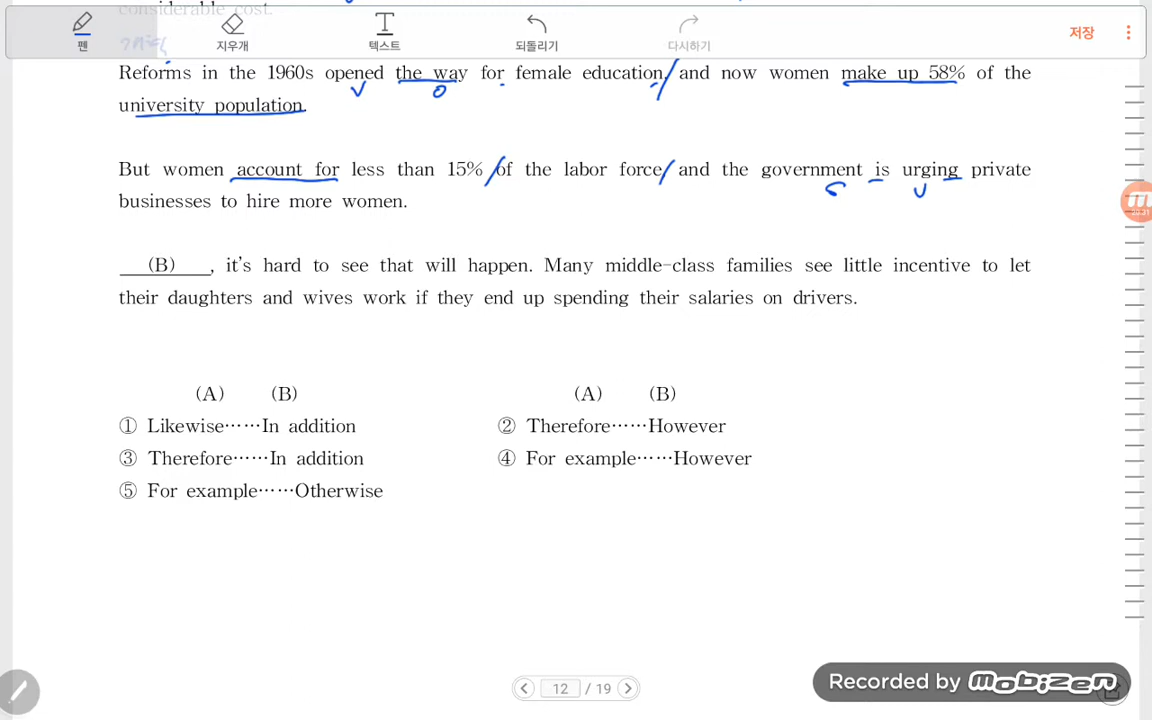 considerable cost.
펜
지우개
텍스트
되돌리기
다시하기
저장
Reforms in the 1960s opened the way for female education, and now women make up 58% of the
university population.
v o
But women account for less than 15% of the labor force, and the government is urging private
s v
businesses to hire more women.
(B) , it's hard to see that will happen. Many middle-class families see little incentive to let
their daughters and wives work if they end up spending their salaries on drivers.
(A) (B) (A) (B)
① Likewise……In addition ② Therefore……However
③ Therefore……In addition ④ For example……However
⑤ For example……Otherwise
12 / 19
Recorded by mobizen